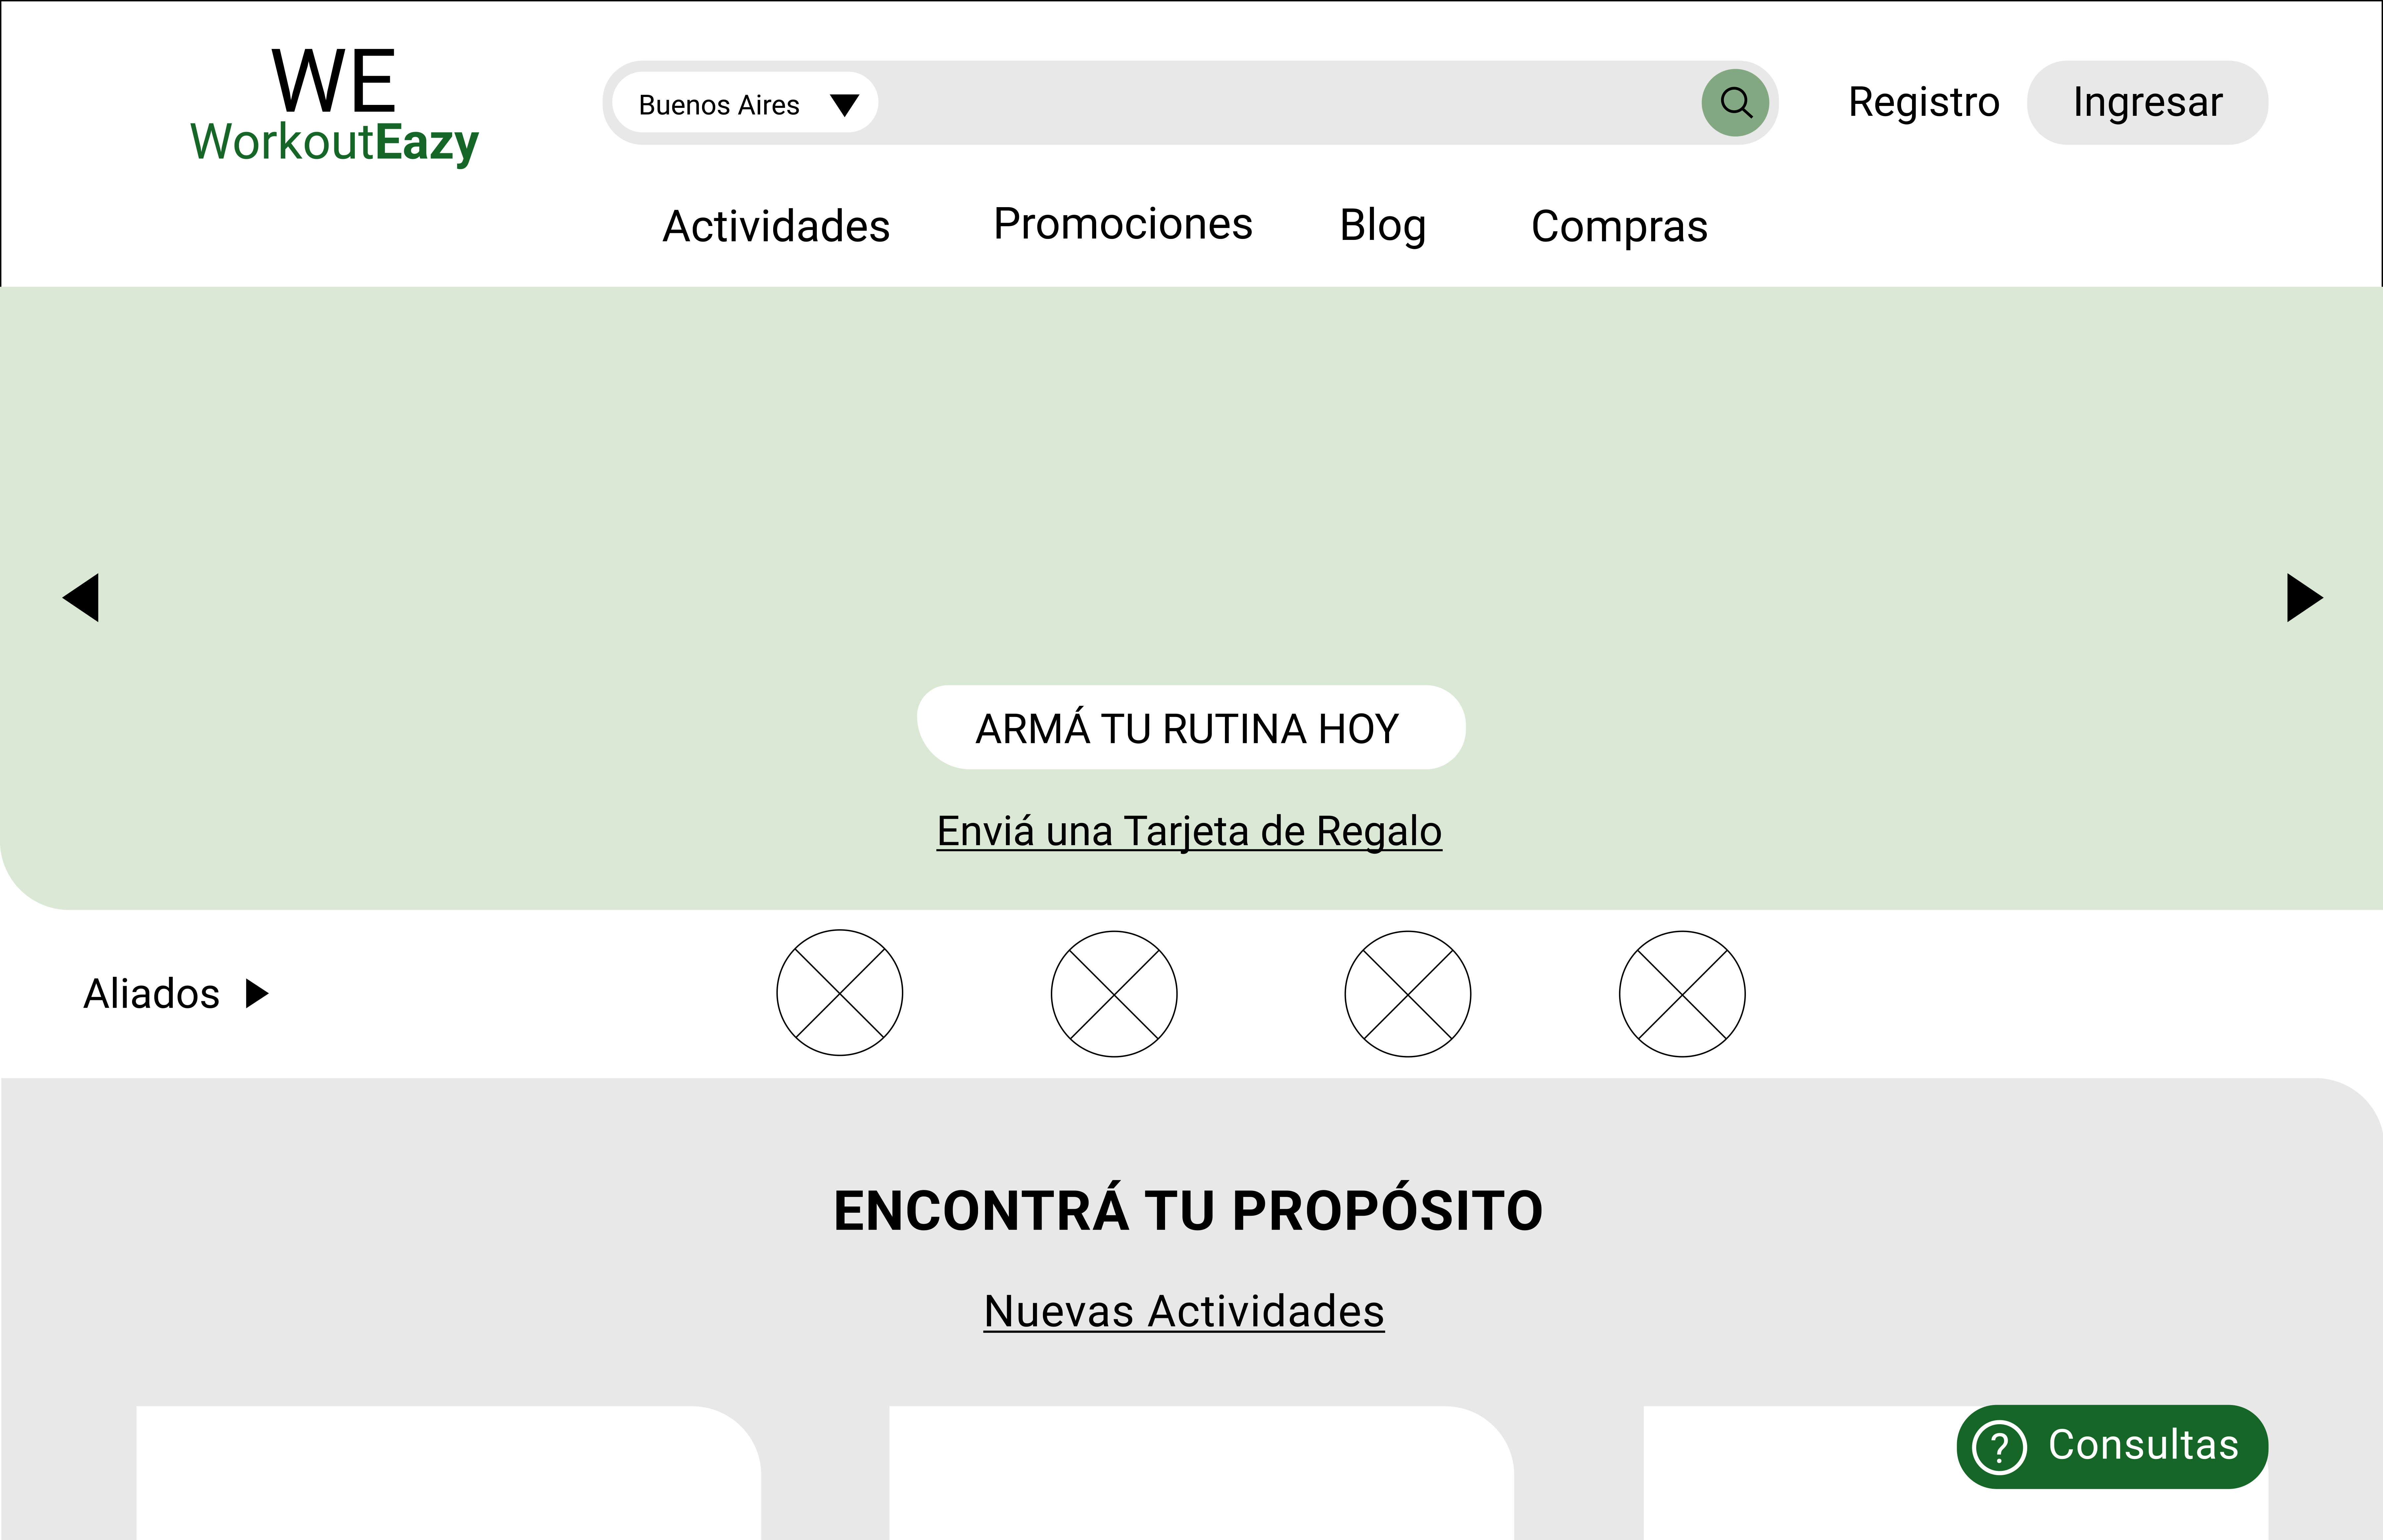 WE
WorkoutEazy
Buenos Aires
Registro
Ingresar
Actividades
Promociones
Blog
Compras
ARMÁ TU RUTINA HOY
Enviá una Tarjeta de Regalo
Aliados
ENCONTRÁ TU PROPÓSITO
Nuevas Actividades
? Consultas